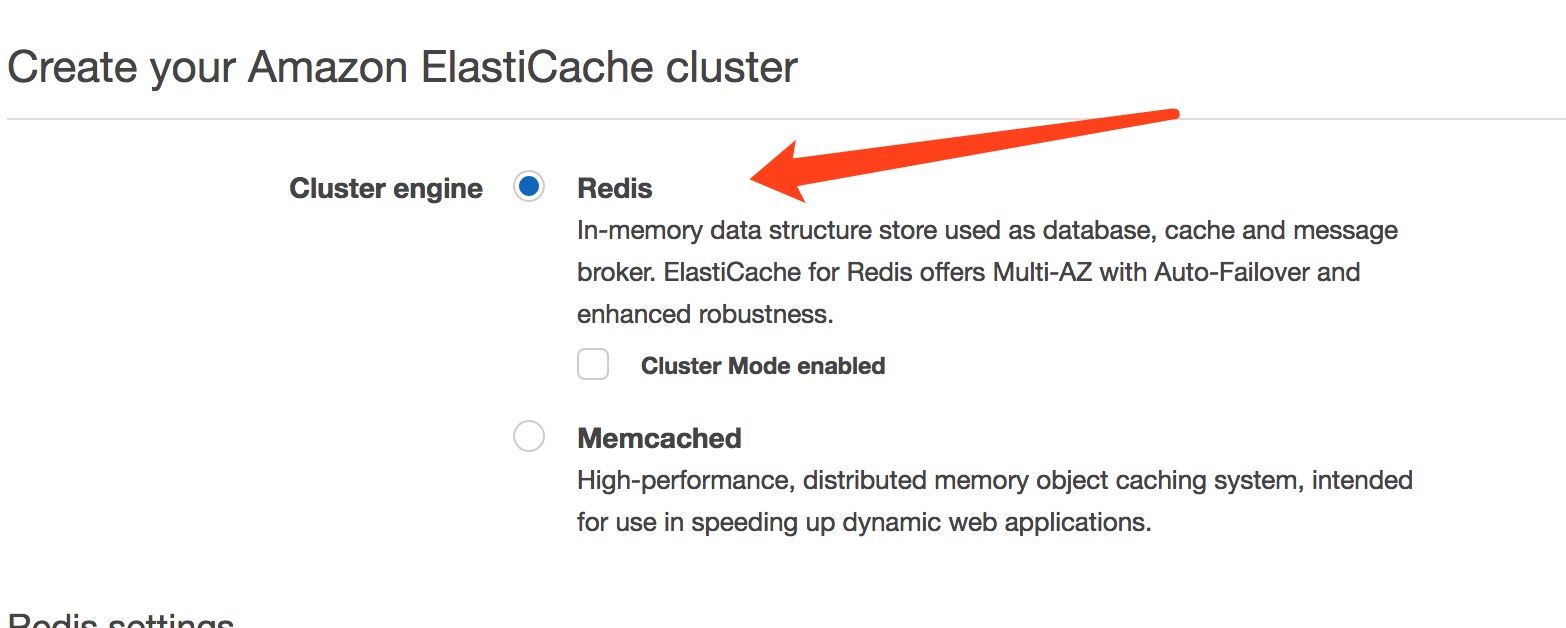 Create your Amazon ElastiCache cluster
Cluster engine
Redis
In-memory data structure store used as database, cache and message
broker. ElastiCache for Redis offers Multi-AZ with Auto-Failover and
enhanced robustness.
Cluster Mode enabled
Memcached
High-performance, distributed memory object caching system, intended
for use in speeding up dynamic web applications.
Redis settings